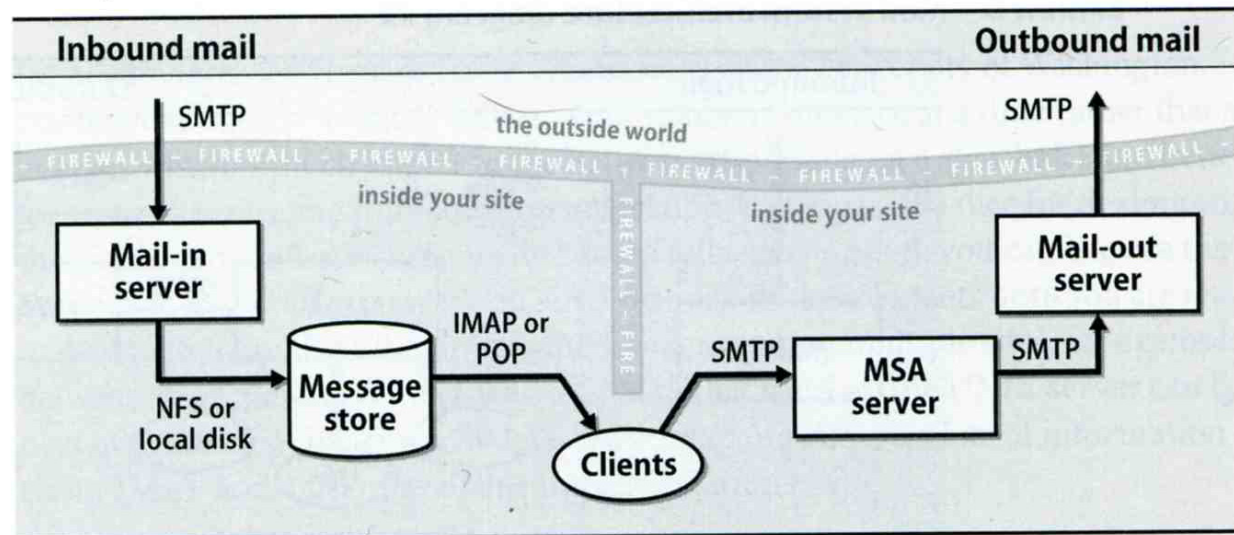 Inbound mail
Outbound mail
SMTP
SMTP
the outside world
- FIREWALL - FIREWALL - FIREWALL - FIREWALL - FIREWALL - FIREWALL - FIREWALL - FIREWALL -
inside your site
inside your site
FIREWALL - FIRE
Mail-in
server
Mail-out
server
NFS or
local disk
Message
store
IMAP or
POP
Clients
SMTP
MSA
server
SMTP